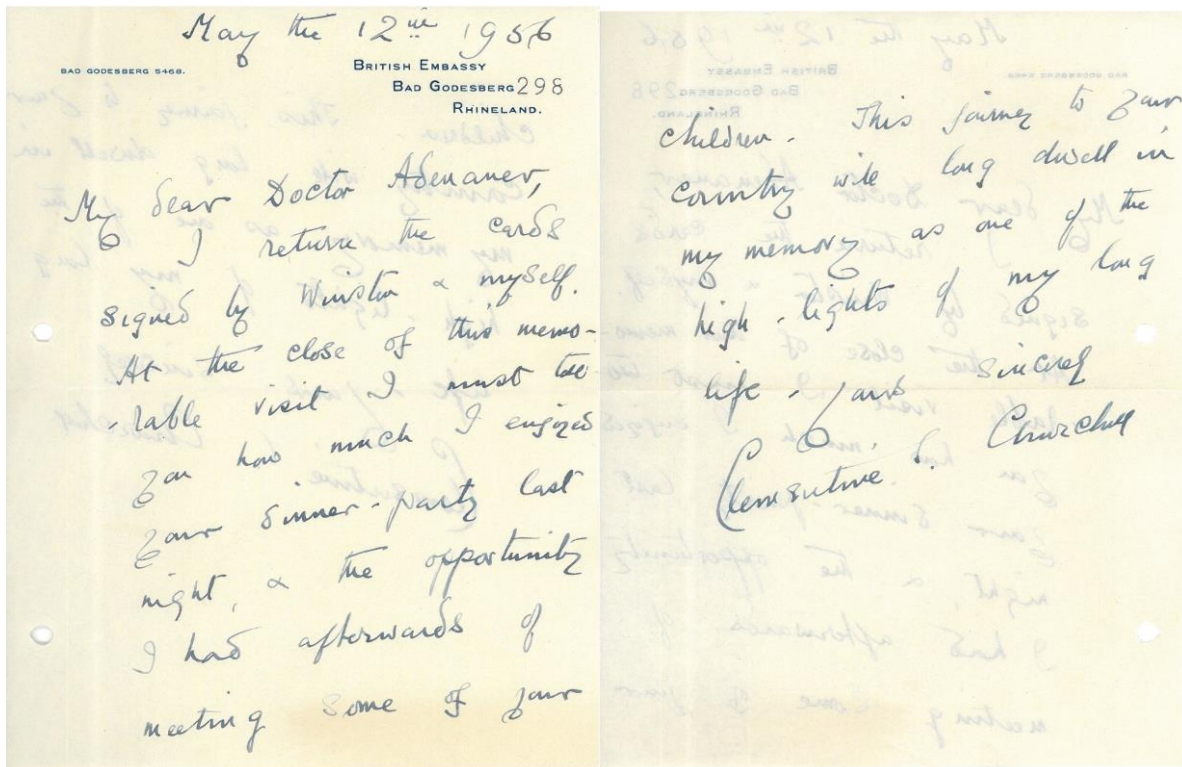 May the 12th 1956
BAD GODESBERG 5468.
BRITISH EMBASSY
BAD GODESBERG 298
RHINELAND.
My dear Doctor Adenauer,
I return the cards
signed by Winston & myself.
At the close of this memo-
-rable visit I must tell
you how much I enjoyed
your dinner-party last
night, & the opportunity
I had afterwards of
meeting some of your
children. This journey to your
country will long dwell in
my memory as one of the
high-lights of my long
life. Yours sincerely
Clementine S. Churchill